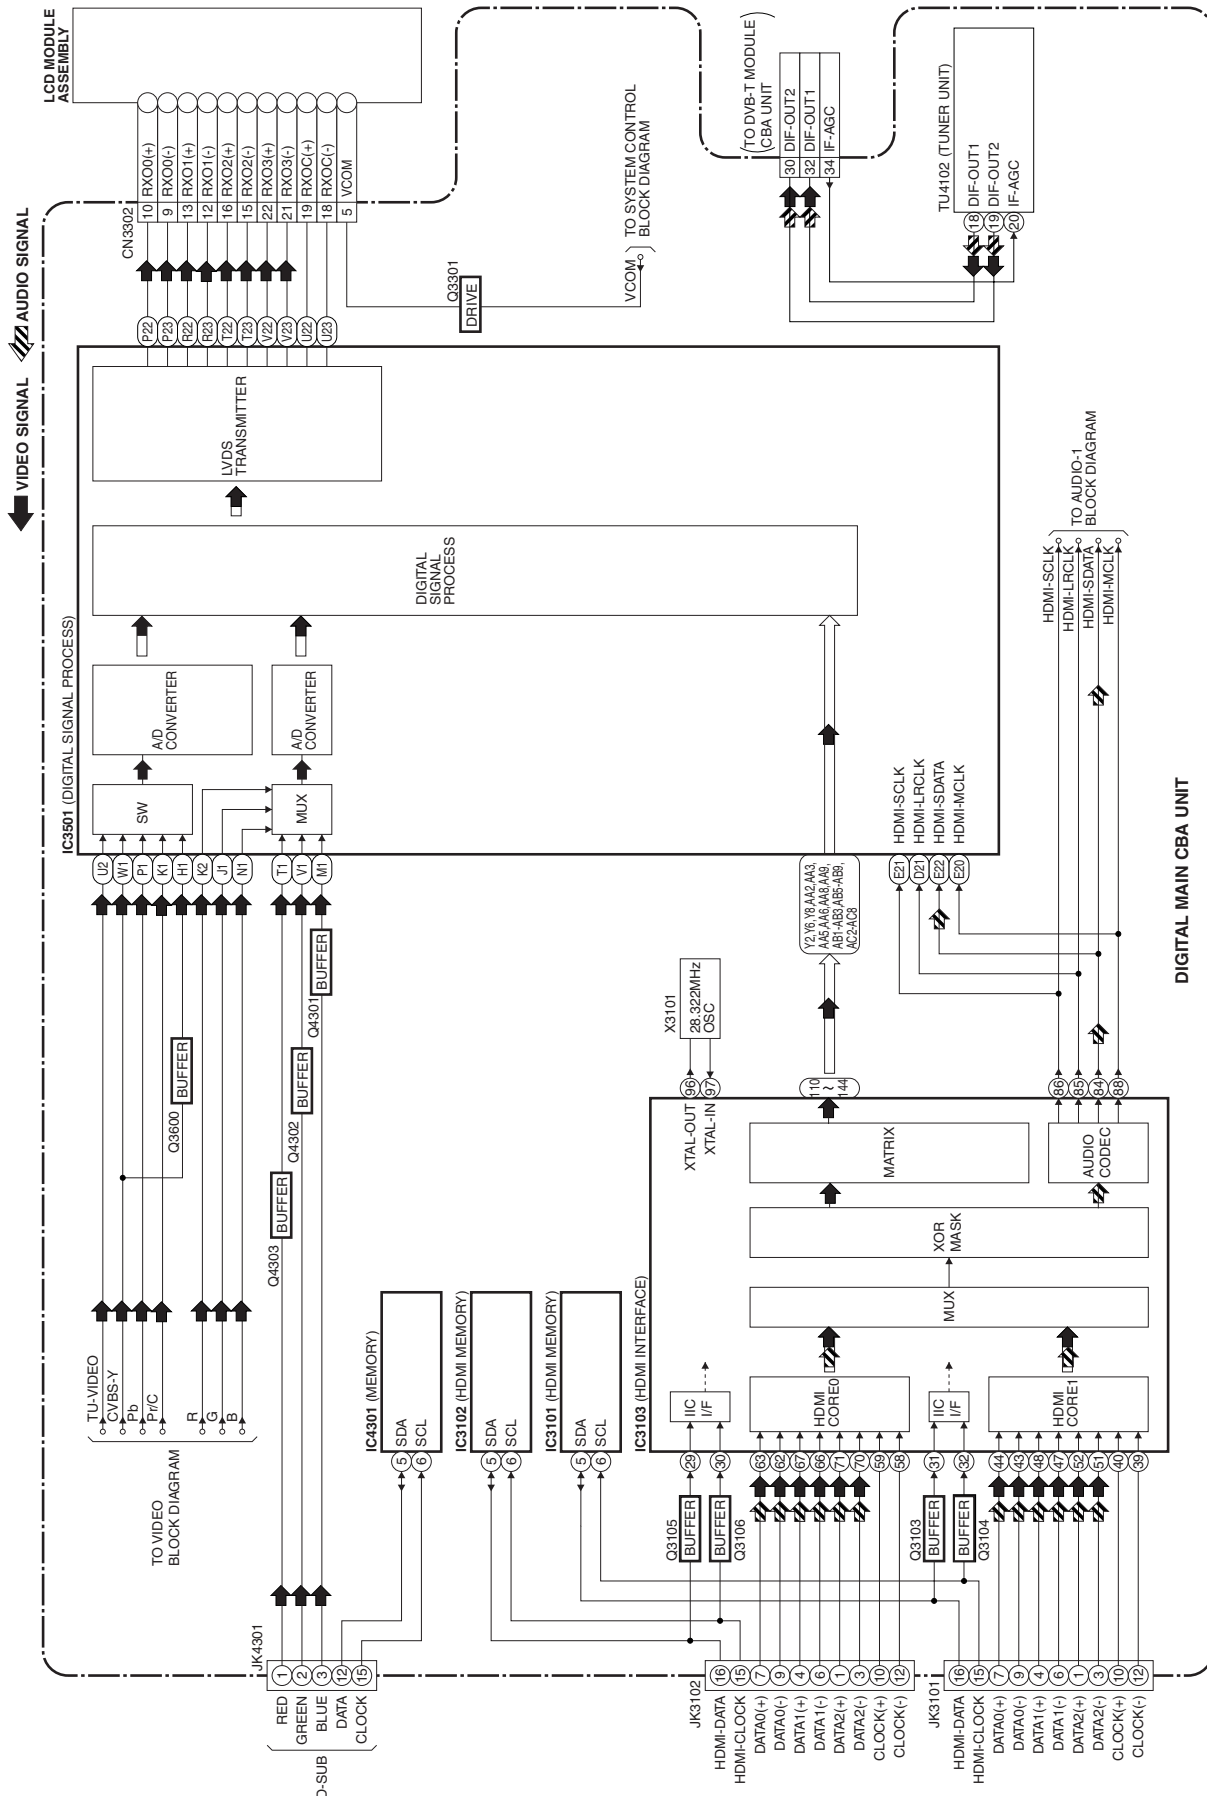 VIDEO SIGNAL
AUDIO SIGNAL
LCD MODULE
ASSEMBLY
CN3302
10 RXO0(+)
9 RXO0(-)
13 RXO1(+)
12 RXO1(-)
16 RXO2(+)
15 RXO2(-)
22 RXO3(+)
21 RXO3(-)
19 RXOC(+)
18 RXOC(-)
5 VCOM
Q3301
DRIVE
VCOM
TO SYSTEM CONTROL
BLOCK DIAGRAM
(TO DVB-T MODULE
CBA UNIT)
30 DIF-OUT2
32 DIF-OUT1
34 IF-AGC
TU4102 (TUNER UNIT)
18 DIF-OUT1
19 DIF-OUT2
20 IF-AGC
P22
P23
R22
R23
T22
T23
V22
V23
U22
U23
IC3501 (DIGITAL SIGNAL PROCESS)
LVDS
TRANSMITTER
DIGITAL
SIGNAL
PROCESS
A/D
CONVERTER
A/D
CONVERTER
SW
MUX
U2
W1
P1
K1
H1
K2
J1
N1
T1
V1
M1
Y2,Y6,Y8,AA2,AA3,
AA5,AA6,AA8,AA9,
AB1-AB3,AB5-AB9,
AC2-AC8
E21 HDMI-SCLK
D21 HDMI-LRCLK
E22 HDMI-SDATA
E20 HDMI-MCLK
HDMI-SCLK
HDMI-LRCLK
HDMI-SDATA
HDMI-MCLK
TO AUDIO-1
BLOCK DIAGRAM
DIGITAL MAIN CBA UNIT
Q3600
BUFFER
Q4303
BUFFER
Q4302
BUFFER
Q4301
BUFFER
TU-VIDEO
CVBS-Y
Pb
Pr/C
R
G
B
TO VIDEO
BLOCK DIAGRAM
X3101
28.322MHz
OSC
96
97
XTAL-OUT
XTAL-IN
110
~
144
86
85
84
88
IC4301 (MEMORY)
5 SDA
6 SCL
IC3102 (HDMI MEMORY)
5 SDA
6 SCL
IC3101 (HDMI MEMORY)
5 SDA
6 SCL
IC3103 (HDMI INTERFACE)
MATRIX
AUDIO
CODEC
XOR
MASK
MUX
IIC
I/F
HDMI
CORE0
IIC
I/F
HDMI
CORE1
29
30
63
62
67
66
71
70
59
58
31
32
44
43
48
47
52
51
40
39
Q3105
BUFFER
BUFFER
Q3106
Q3103
BUFFER
BUFFER
Q3104
JK4301
RED 1
GREEN 2
BLUE 3
DATA 12
CLOCK 15
D-SUB
JK3102
HDMI-DATA 16
HDMI-CLOCK 15
DATA0(+) 7
DATA0(-) 9
DATA1(+) 4
DATA1(-) 6
DATA2(+) 1
DATA2(-) 3
CLOCK(+) 10
CLOCK(-) 12
JK3101
HDMI-DATA 16
HDMI-CLOCK 15
DATA0(+) 7
DATA0(-) 9
DATA1(+) 4
DATA1(-) 6
DATA2(+) 1
DATA2(-) 3
CLOCK(+) 10
CLOCK(-) 12